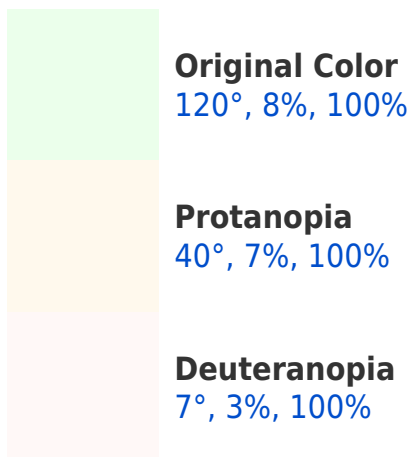 Original Color
120°, 8%, 100%
Protanopia
40°, 7%, 100%
Deuteranopia
7°, 3%, 100%